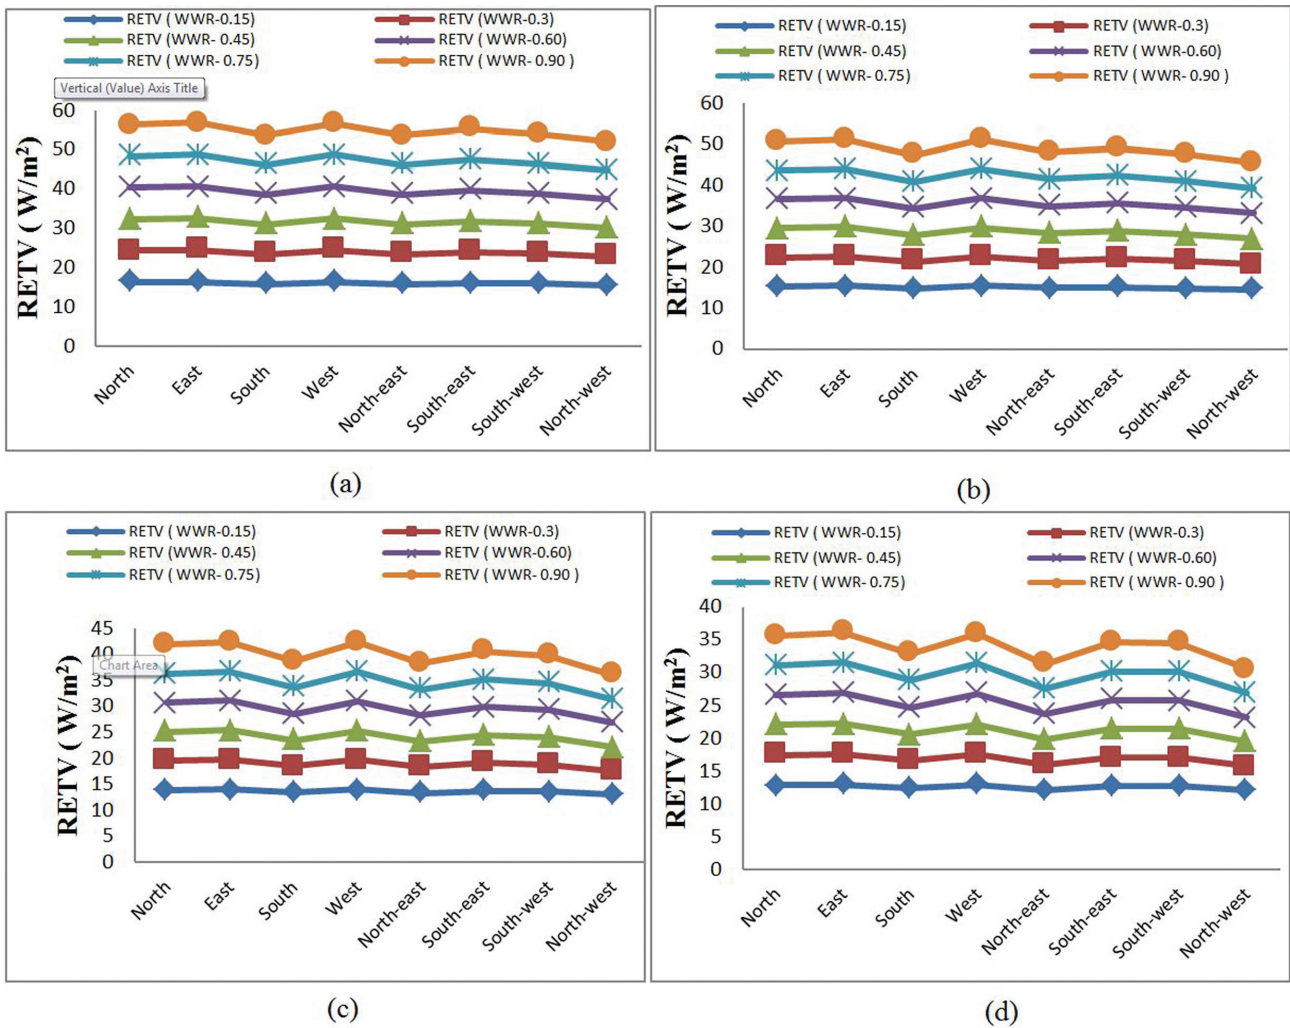 RETV ( WWR-0.15)
RETV (WWR-0.3)
RETV (WWR- 0.45)
RETV ( WWR-0.60)
RETV ( WWR- 0.75)
RETV ( WWR- 0.90 )
Vertical (Value) Axis Title
RETV ( W/m²)
60
50
40
30
20
10
0
North
East
South
West
North-east
South-east
South-west
North-west
(a)
RETV ( WWR-0.15)
RETV (WWR-0.3)
RETV (WWR- 0.45)
RETV ( WWR-0.60)
RETV ( WWR- 0.75)
RETV ( WWR- 0.90 )
RETV ( W/m²)
60
50
40
30
20
10
0
North
East
South
West
North-east
South-east
South-west
North-west
(b)
RETV ( WWR-0.15)
RETV (WWR-0.3)
RETV (WWR- 0.45)
RETV ( WWR-0.60)
RETV ( WWR- 0.75)
RETV ( WWR- 0.90 )
Chart Area
RETV ( W/m²)
45
40
35
30
25
20
15
10
5
0
North
East
South
West
North-east
South-east
South-west
North-west
(c)
RETV ( WWR-0.15)
RETV (WWR-0.3)
RETV (WWR- 0.45)
RETV ( WWR-0.60)
RETV ( WWR- 0.75)
RETV ( WWR- 0.90 )
RETV ( W/m²)
40
35
30
25
20
15
10
5
0
North
East
South
West
North-east
South-east
South-west
North-west
(d)